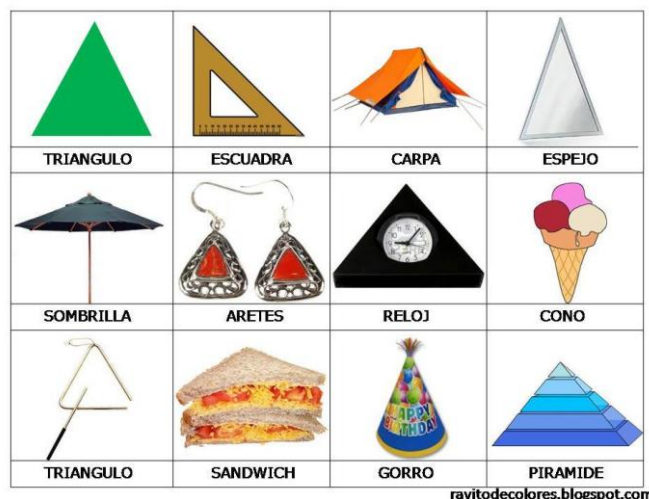 TRIANGULO
ESCUADRA
CARPA
ESPEJO
SOMBRILLA
ARETES
RELOJ
CONO
HAPPY
BIRTHDAY
TRIANGULO
SANDWICH
GORRO
PIRAMIDE
ravitodecolores.blogspot.com